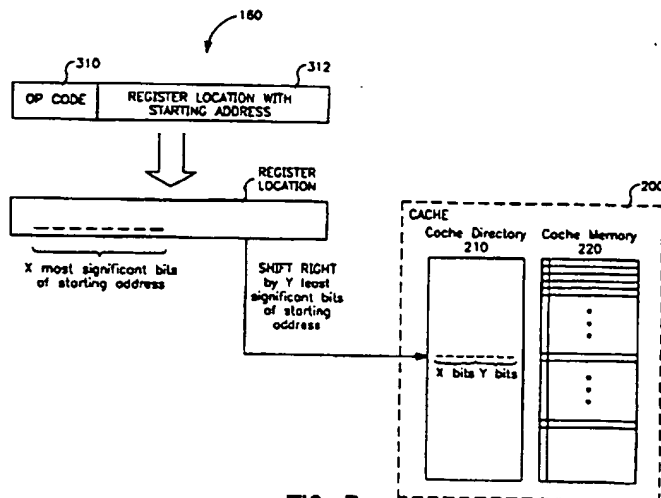 160
310
312
OP CODE
REGISTER LOCATION WITH
STARTING ADDRESS
REGISTER
LOCATION
200
CACHE
Cache Directory
210
Cache Memory
220
X most significant bits
of starting address
SHIFT RIGHT
by Y least
significant bits
of starting
address
X bits Y bits